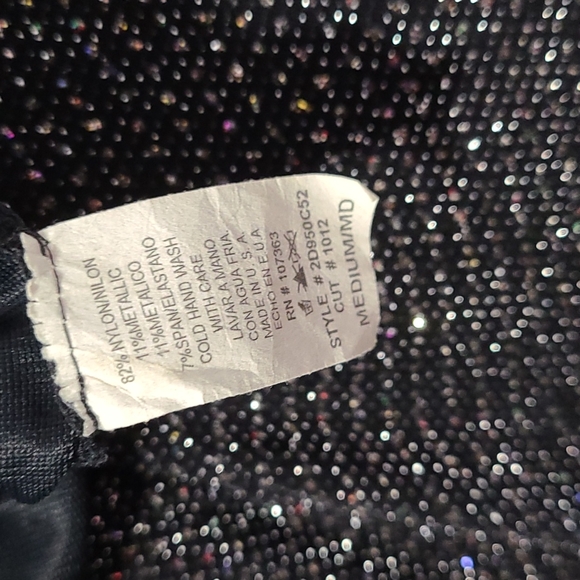 82% NYLON/NILON
11%METALLIC
11%METALICO
7%SPAN/ELASTANO
COLD HAND WASH
WITH CARE
LAVAR A MANO
CON AGUA FRIA
MADE IN U.S.A.
HECHO EN E.U.A
RN # 107363
STYLE # 2D950C52
CUT # 1012
MEDIUM/MD